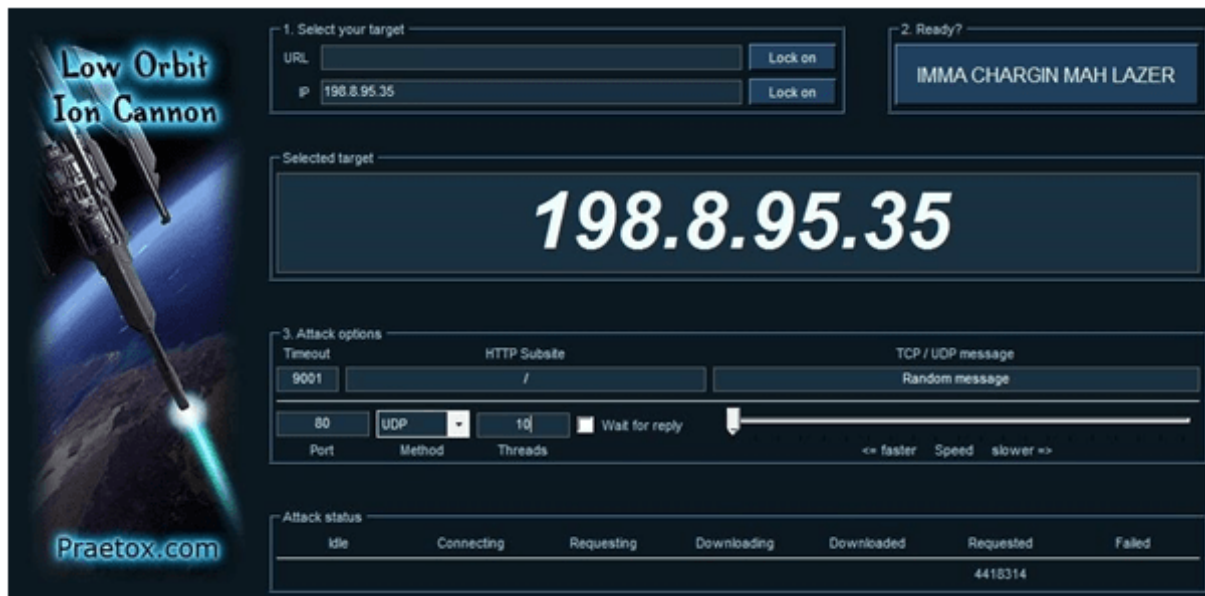 Low Orbit
Ion Cannon
Praetox.com
1. Select your target
URL Lock on
IP 198.8.95.35 Lock on
2. Ready?
IMMA CHARGIN MAH LAZER
Selected target
198.8.95.35
3. Attack options
Timeout HTTP Subsite TCP / UDP message
9001 / Random message
80 UDP 10 Wait for reply
Port Method Threads <= faster Speed slower =>
Attack status
Idle Connecting Requesting Downloading Downloaded Requested Failed
4418314